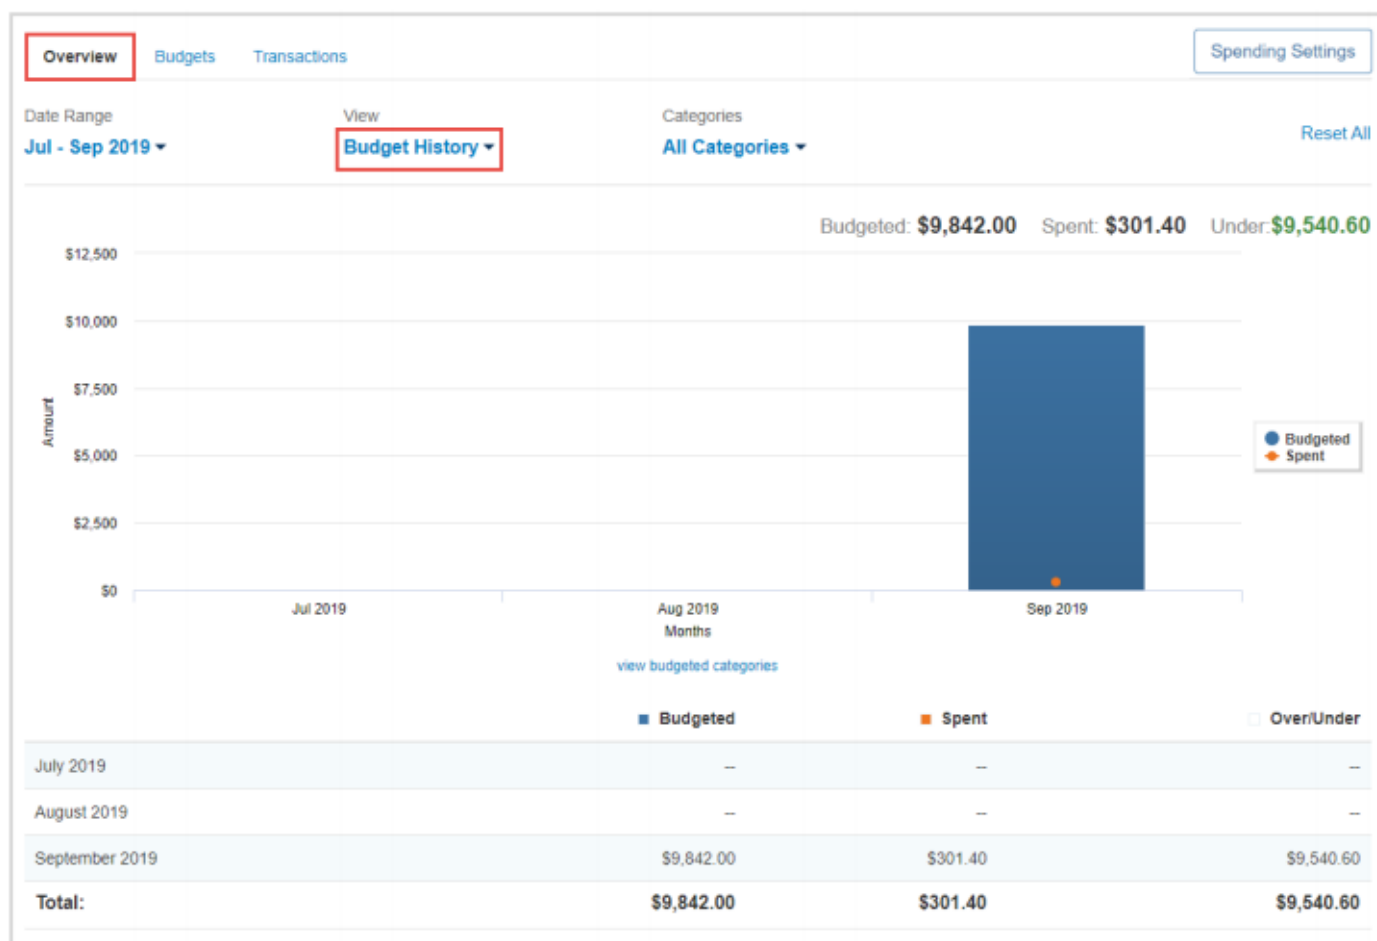 Overview Budgets Transactions Spending Settings
Date Range View Categories
Jul - Sep 2019 Budget History All Categories Reset All
Budgeted: $9,842.00 Spent: $301.40 Under:$9,540.60
$12,500
$10,000
$7,500
$5,000
$2,500
$0
Amount
Budgeted
Spent
Jul 2019 Aug 2019 Sep 2019
Months
view budgeted categories
Budgeted Spent Over/Under
July 2019 -- -- --
August 2019 -- -- --
September 2019 $9,842.00 $301.40 $9,540.60
Total: $9,842.00 $301.40 $9,540.60